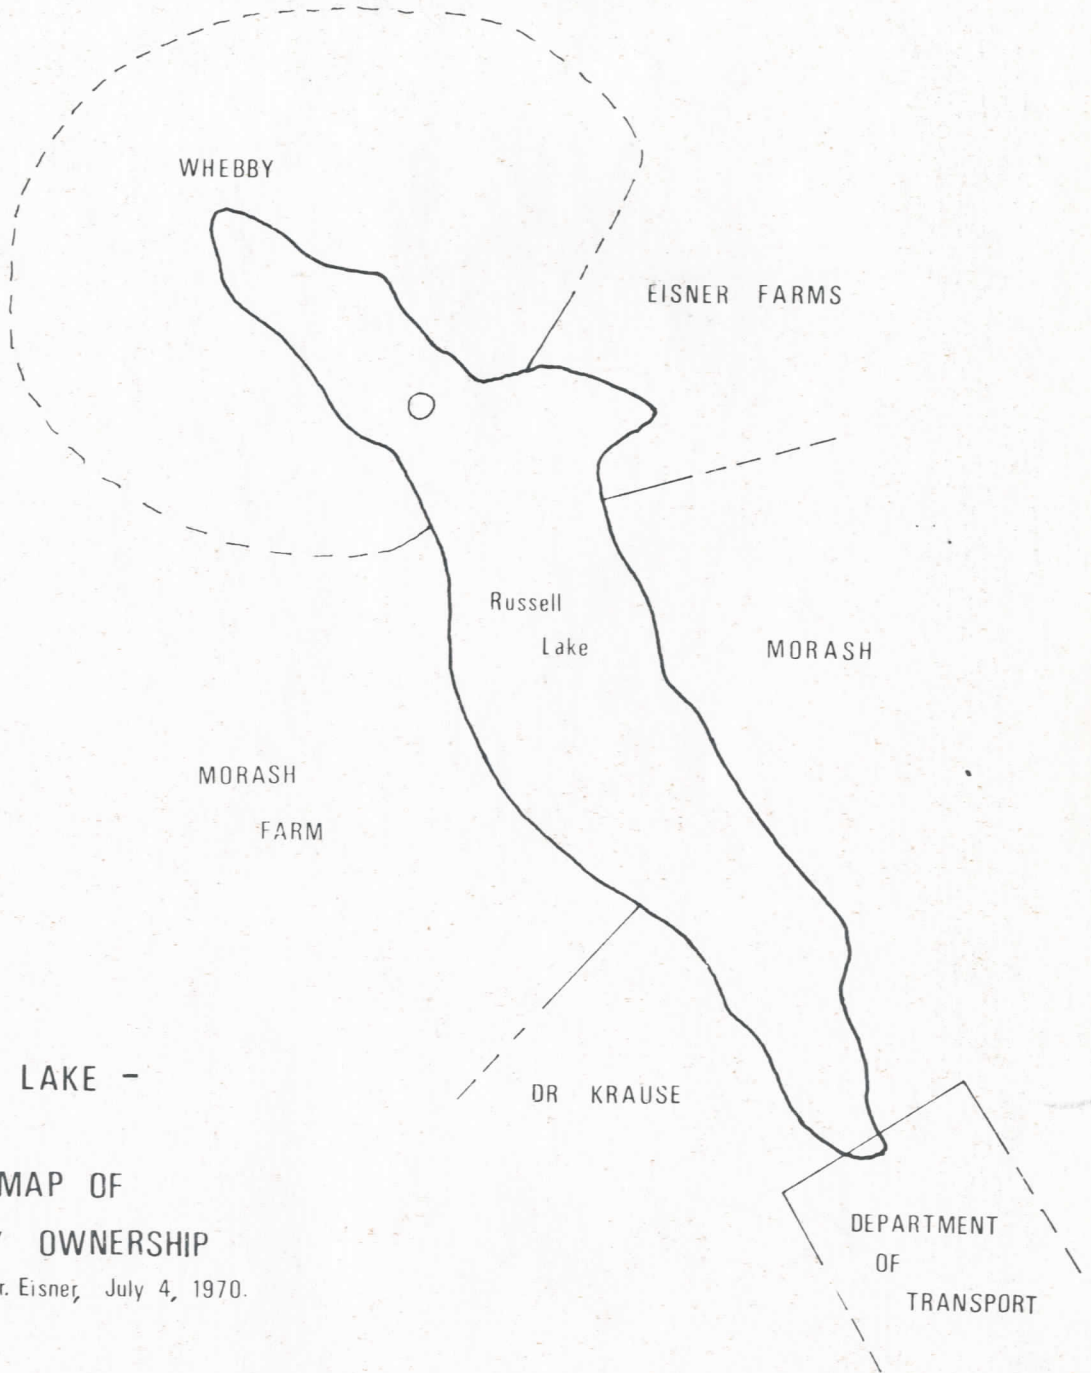 WHEBBY
EISNER FARMS
Russell
Lake
MORASH
MORASH
FARM
DR KRAUSE
LAKE -
MAP OF
OWNERSHIP
r. Eisner, July 4, 1970.
DEPARTMENT
OF
TRANSPORT